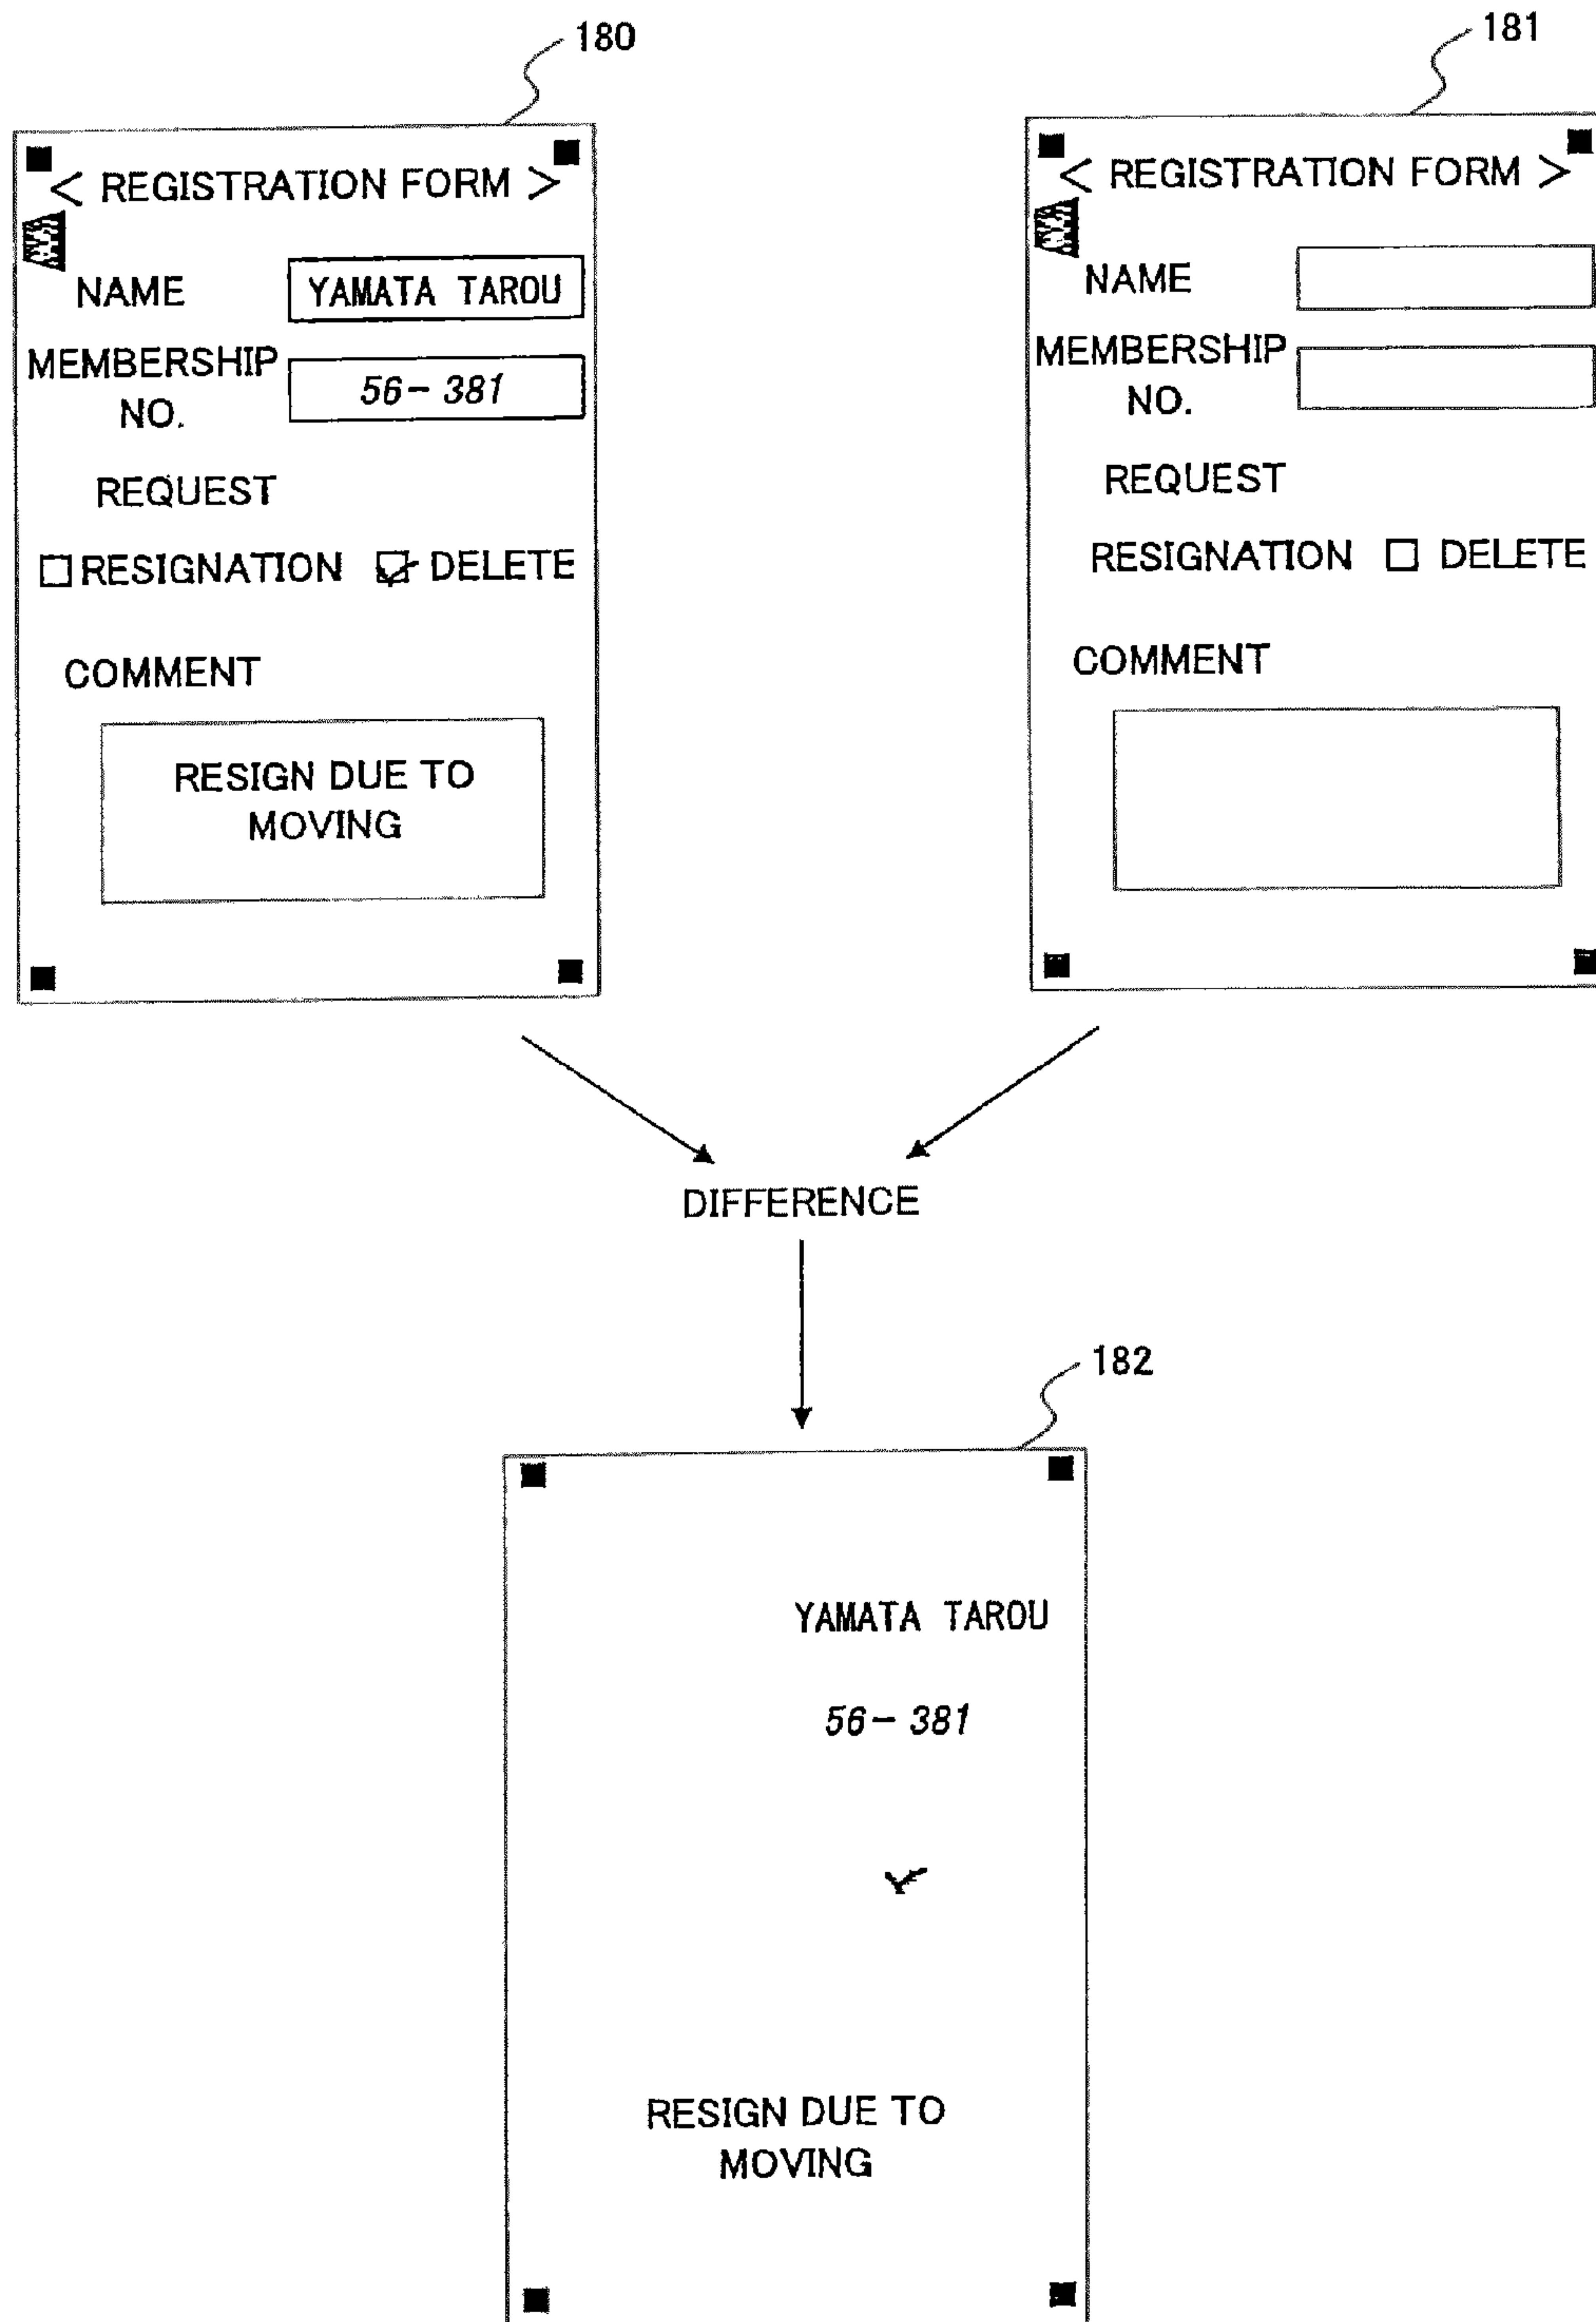 180
< REGISTRATION FORM >
NAME YAMATA TAROU
MEMBERSHIP
NO. 56-381
REQUEST
☐ RESIGNATION ☑ DELETE
COMMENT
RESIGN DUE TO
MOVING
181
< REGISTRATION FORM >
NAME
MEMBERSHIP
NO.
REQUEST
RESIGNATION ☐ DELETE
COMMENT
DIFFERENCE
182
YAMATA TAROU
56-381
✓
RESIGN DUE TO
MOVING